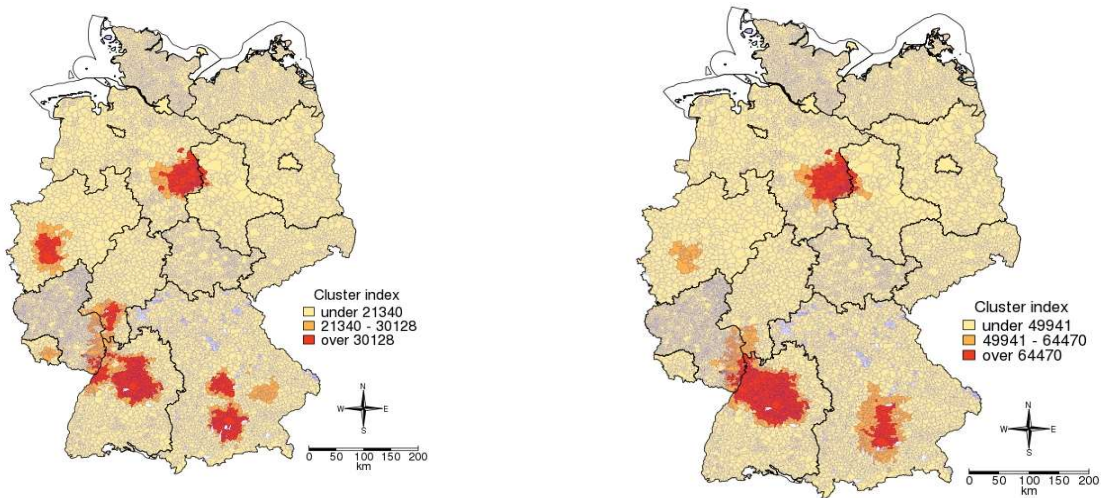 Cluster index
under 21340
21340 - 30128
over 30128
N
W E
S
0 50 100 150 200
km
Cluster index
under 49941
49941 - 64470
over 64470
N
W E
S
0 50 100 150 200
km